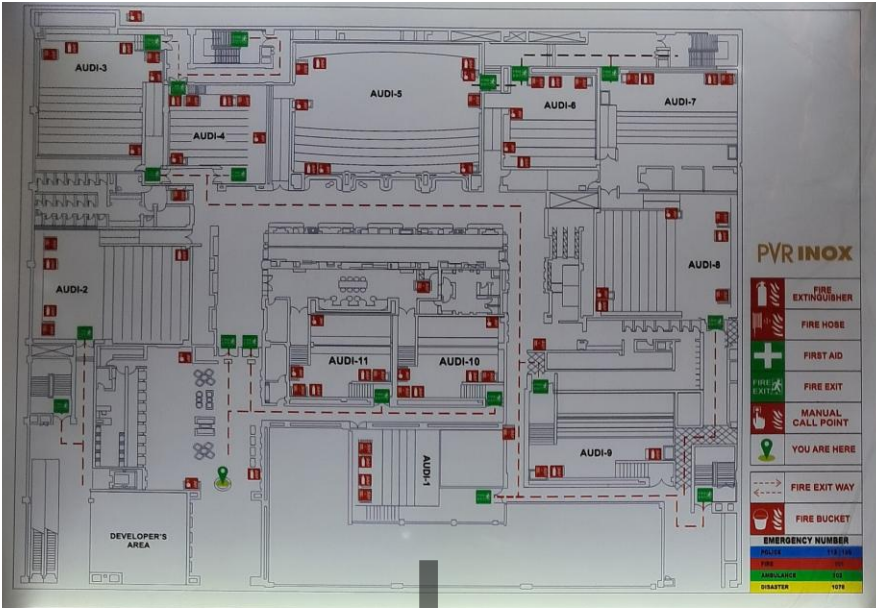 AUDI-3
AUDI-4
AUDI-5
AUDI-6
AUDI-7
AUDI-2
AUDI-8
AUDI-11
AUDI-10
AUDI-1
AUDI-9
DEVELOPER'S
AREA
PVR INOX
FIRE
EXTINGUISHER
FIRE HOSE
FIRST AID
FIRE
EXIT
FIRE EXIT
MANUAL
CALL POINT
YOU ARE HERE
FIRE EXIT WAY
FIRE BUCKET
EMERGENCY NUMBER
POLICE
FIRE
AMBULANCE 102
DISASTER 1070